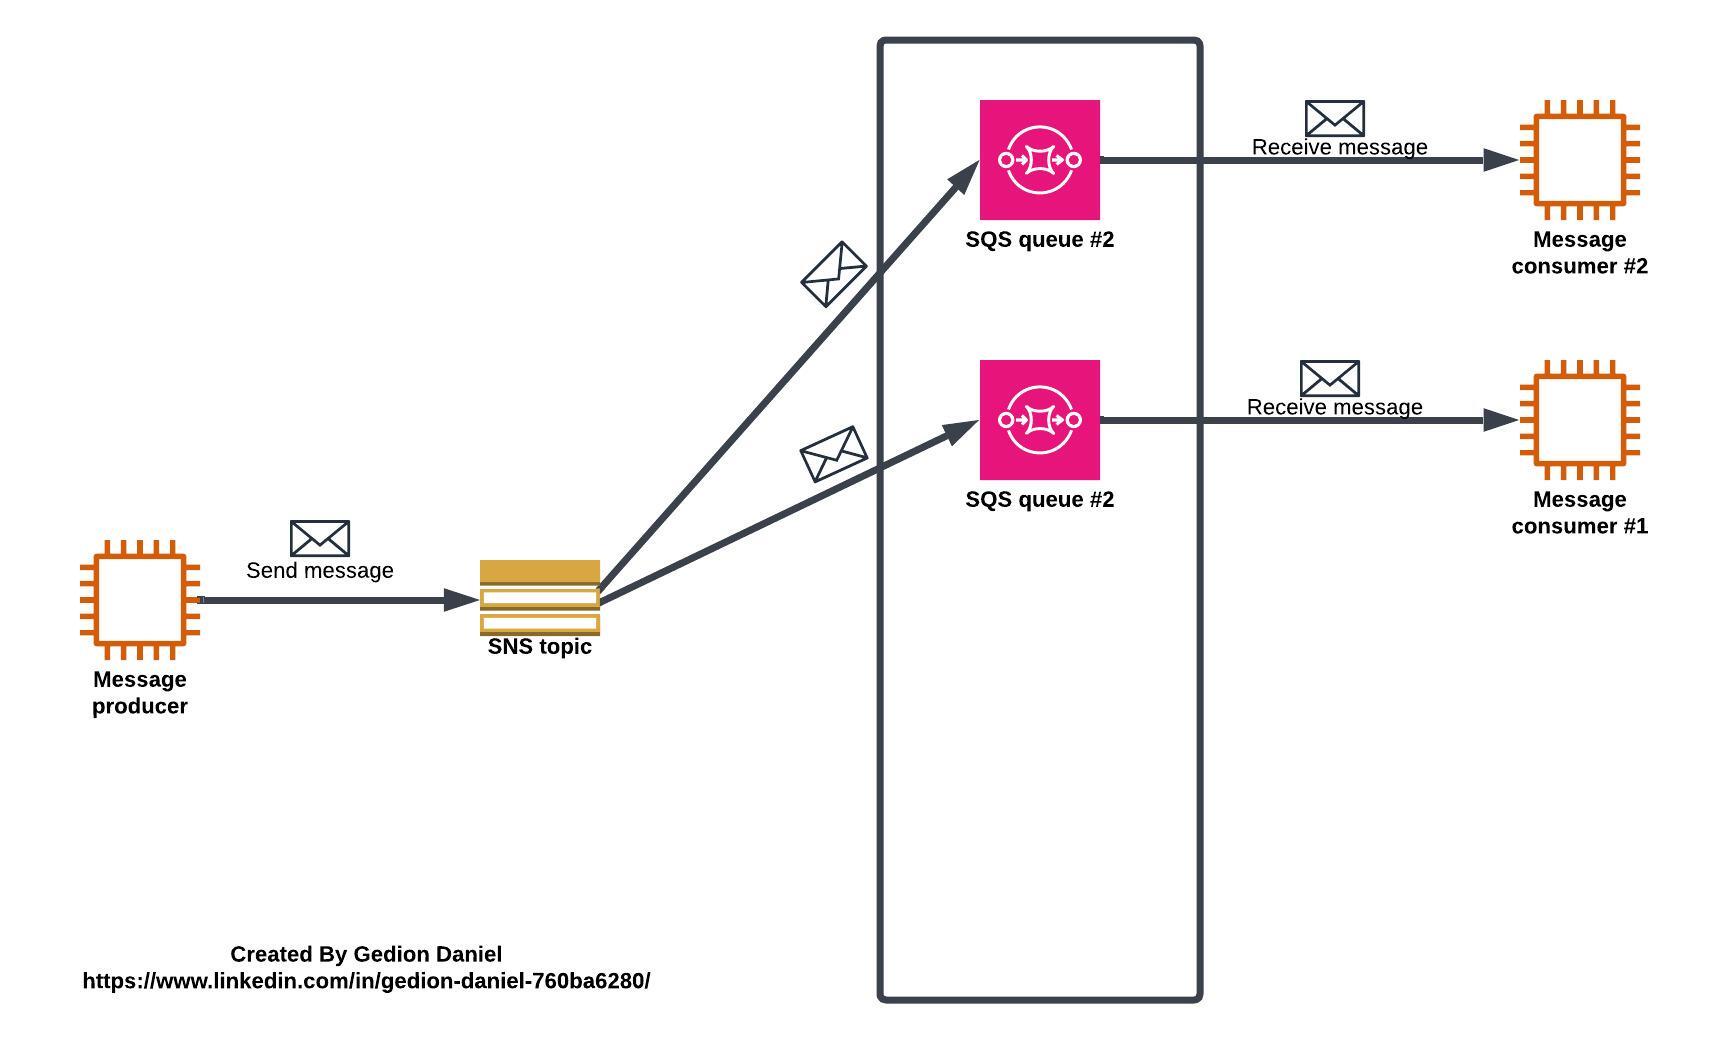 Receive message
SQS queue #2
Message
consumer #2
Receive message
SQS queue #2
Message
consumer #1
Send message
SNS topic
Message
producer
Created By Gedion Daniel
https://www.linkedin.com/in/gedion-daniel-760ba6280/